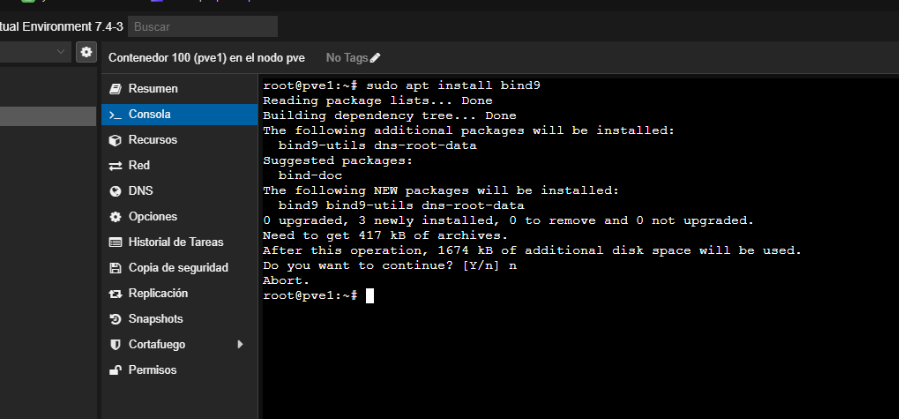 tual Environment 7.4-3 Buscar
Contenedor 100 (pve1) en el nodo pve No Tags
Resumen
Consola
Recursos
Red
DNS
Opciones
Historial de Tareas
Copia de seguridad
Replicación
Snapshots
Cortafuego
Permisos
root@pve1:~# sudo apt install bind9
Reading package lists... Done
Building dependency tree... Done
The following additional packages will be installed:
  bind9-utils dns-root-data
Suggested packages:
  bind-doc
The following NEW packages will be installed:
  bind9 bind9-utils dns-root-data
0 upgraded, 3 newly installed, 0 to remove and 0 not upgraded.
Need to get 417 kB of archives.
After this operation, 1674 kB of additional disk space will be used.
Do you want to continue? [Y/n] n
Abort.
root@pve1:~#